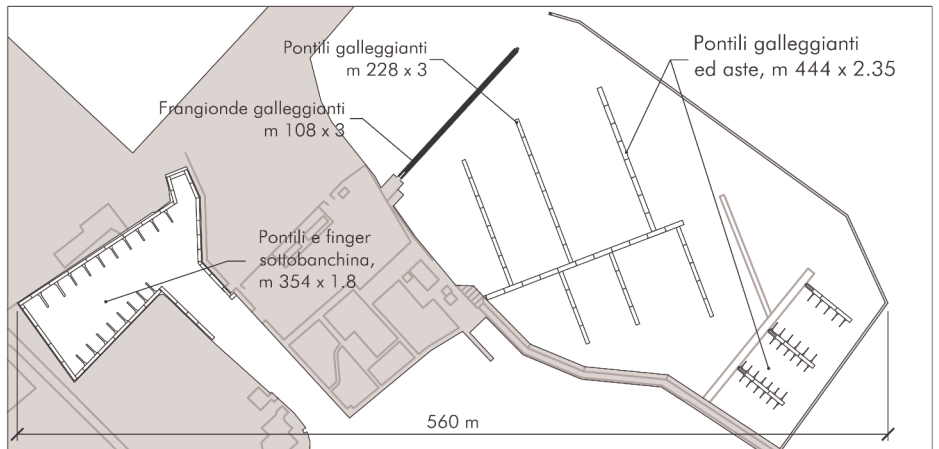 Pontili galleggianti
m 228 x 3
Pontili galleggianti
ed aste, m 444 x 2.35
Frangionde galleggianti
m 108 x 3
Pontili e finger
sottobanchina,
m 354 x 1.8
560 m